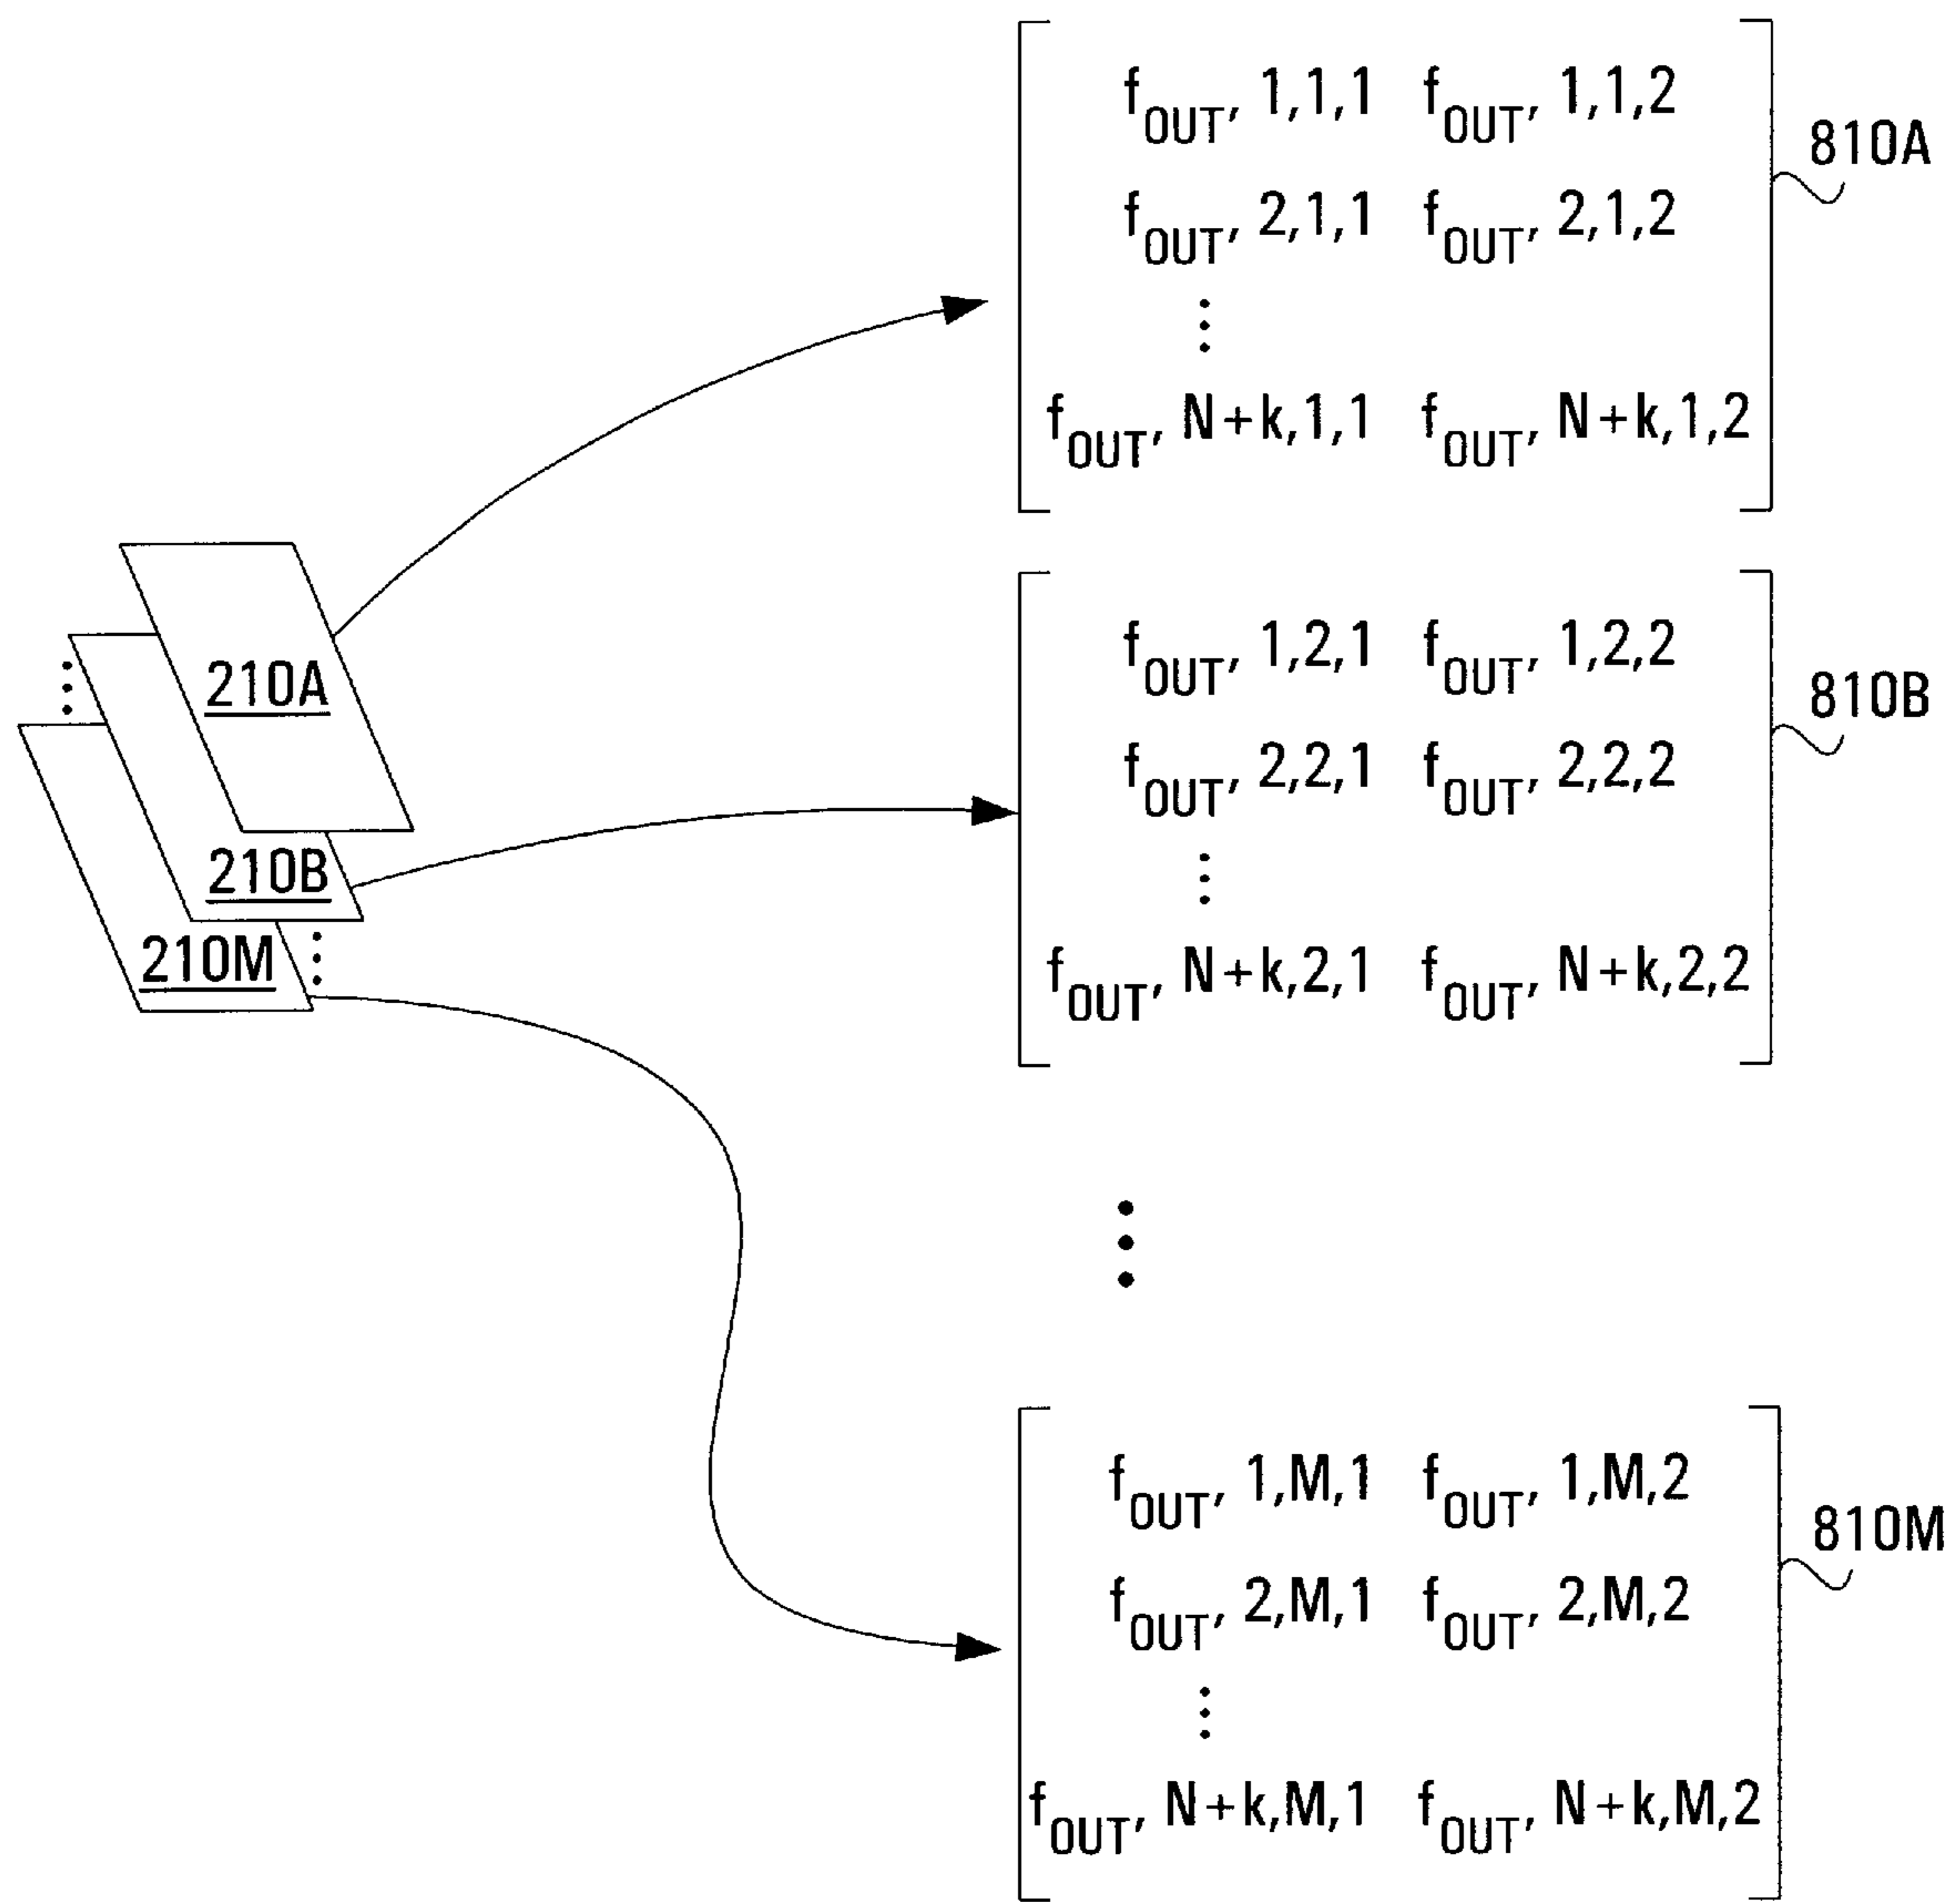 f_OUT, 1,1,1 f_OUT, 1,1,2
810A
f_OUT, 2,1,1 f_OUT, 2,1,2
⋮
f_OUT, N+k,1,1 f_OUT, N+k,1,2
210A
210B
210M
f_OUT, 1,2,1 f_OUT, 1,2,2
810B
f_OUT, 2,2,1 f_OUT, 2,2,2
⋮
f_OUT, N+k,2,1 f_OUT, N+k,2,2
⋮
f_OUT, 1,M,1 f_OUT, 1,M,2
810M
f_OUT, 2,M,1 f_OUT, 2,M,2
⋮
f_OUT, N+k,M,1 f_OUT, N+k,M,2